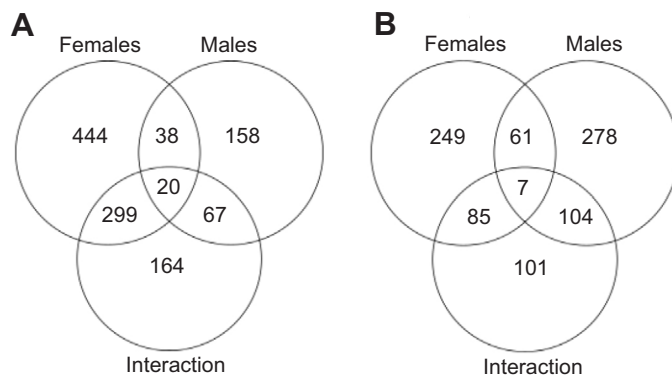 A
Females Males
444 38 158
20
299 67
164
Interaction
B
Females Males
249 61 278
7
85 104
101
Interaction